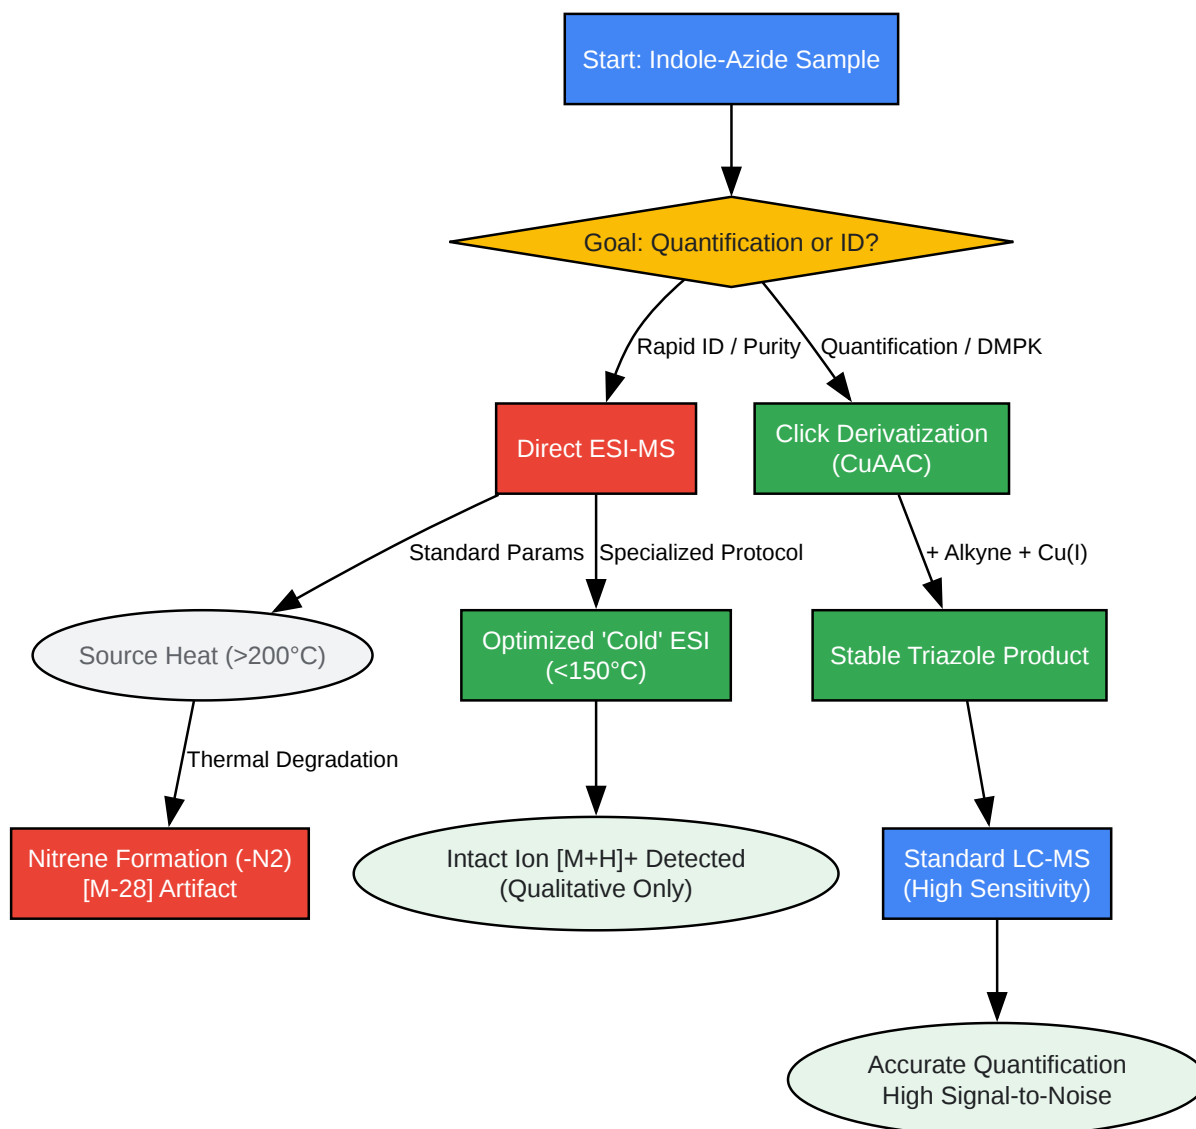 Start: Indole-Azide Sample
Goal: Quantification or ID?
Rapid ID / Purity
Quantification / DMPK
Direct ESI-MS
Click Derivatization
(CuAAC)
Standard Params
Specialized Protocol
+ Alkyne + Cu(I)
Source Heat (>200°C)
Optimized 'Cold' ESI
(<150°C)
Stable Triazole Product
Thermal Degradation
Nitrene Formation (-N2)
[M-28] Artifact
Intact Ion [M+H]+ Detected
(Qualitative Only)
Standard LC-MS
(High Sensitivity)
Accurate Quantification
High Signal-to-Noise